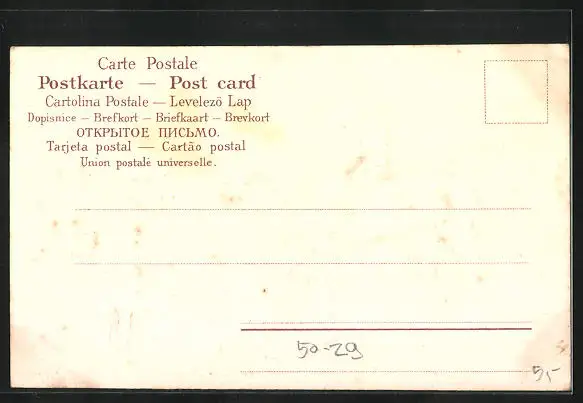 Carte Postale
Postkarte — Post card
Cartolina Postale — Levelező Lap
Dopisnice — Brefkort — Briefkaart — Brevkort
ОТКРЫТОЕ ПИСЬМО.
Tarjeta postal — Cartão postal
Union postale universelle.
50-29
5,-